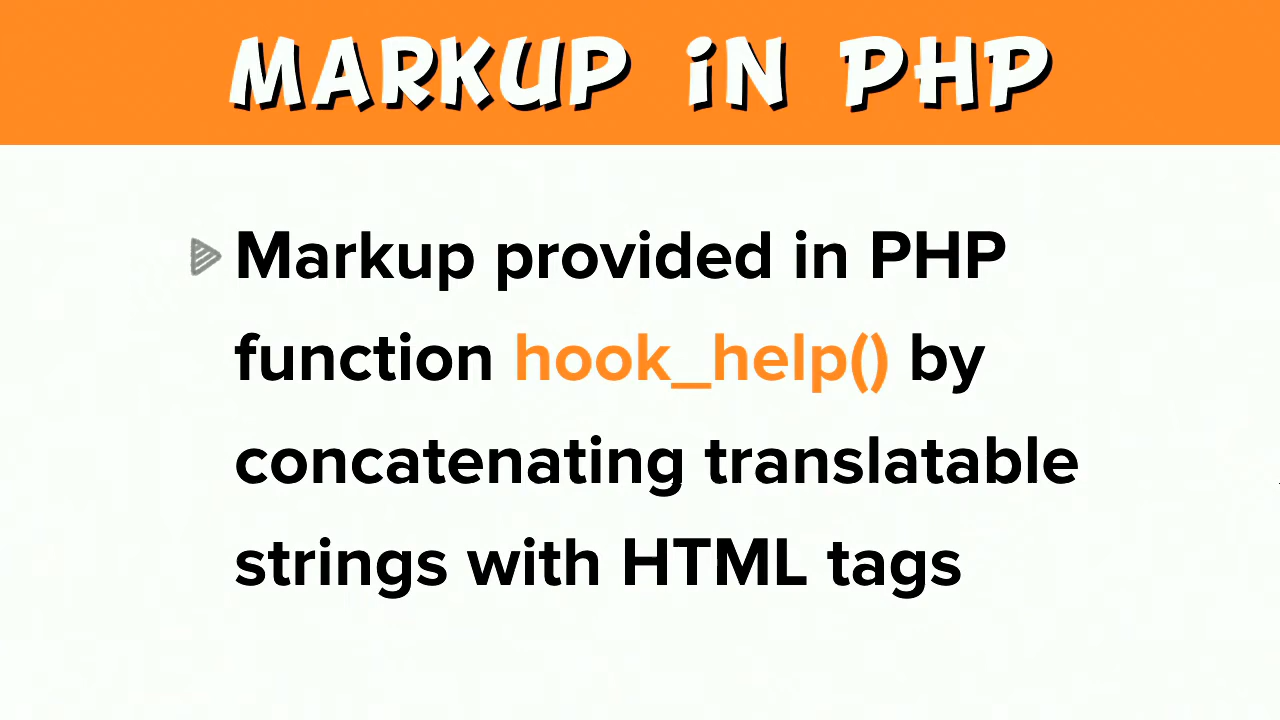 MARKUP iN PHP
Markup provided in PHP
function hook_help() by
concatenating translatable
strings with HTML tags